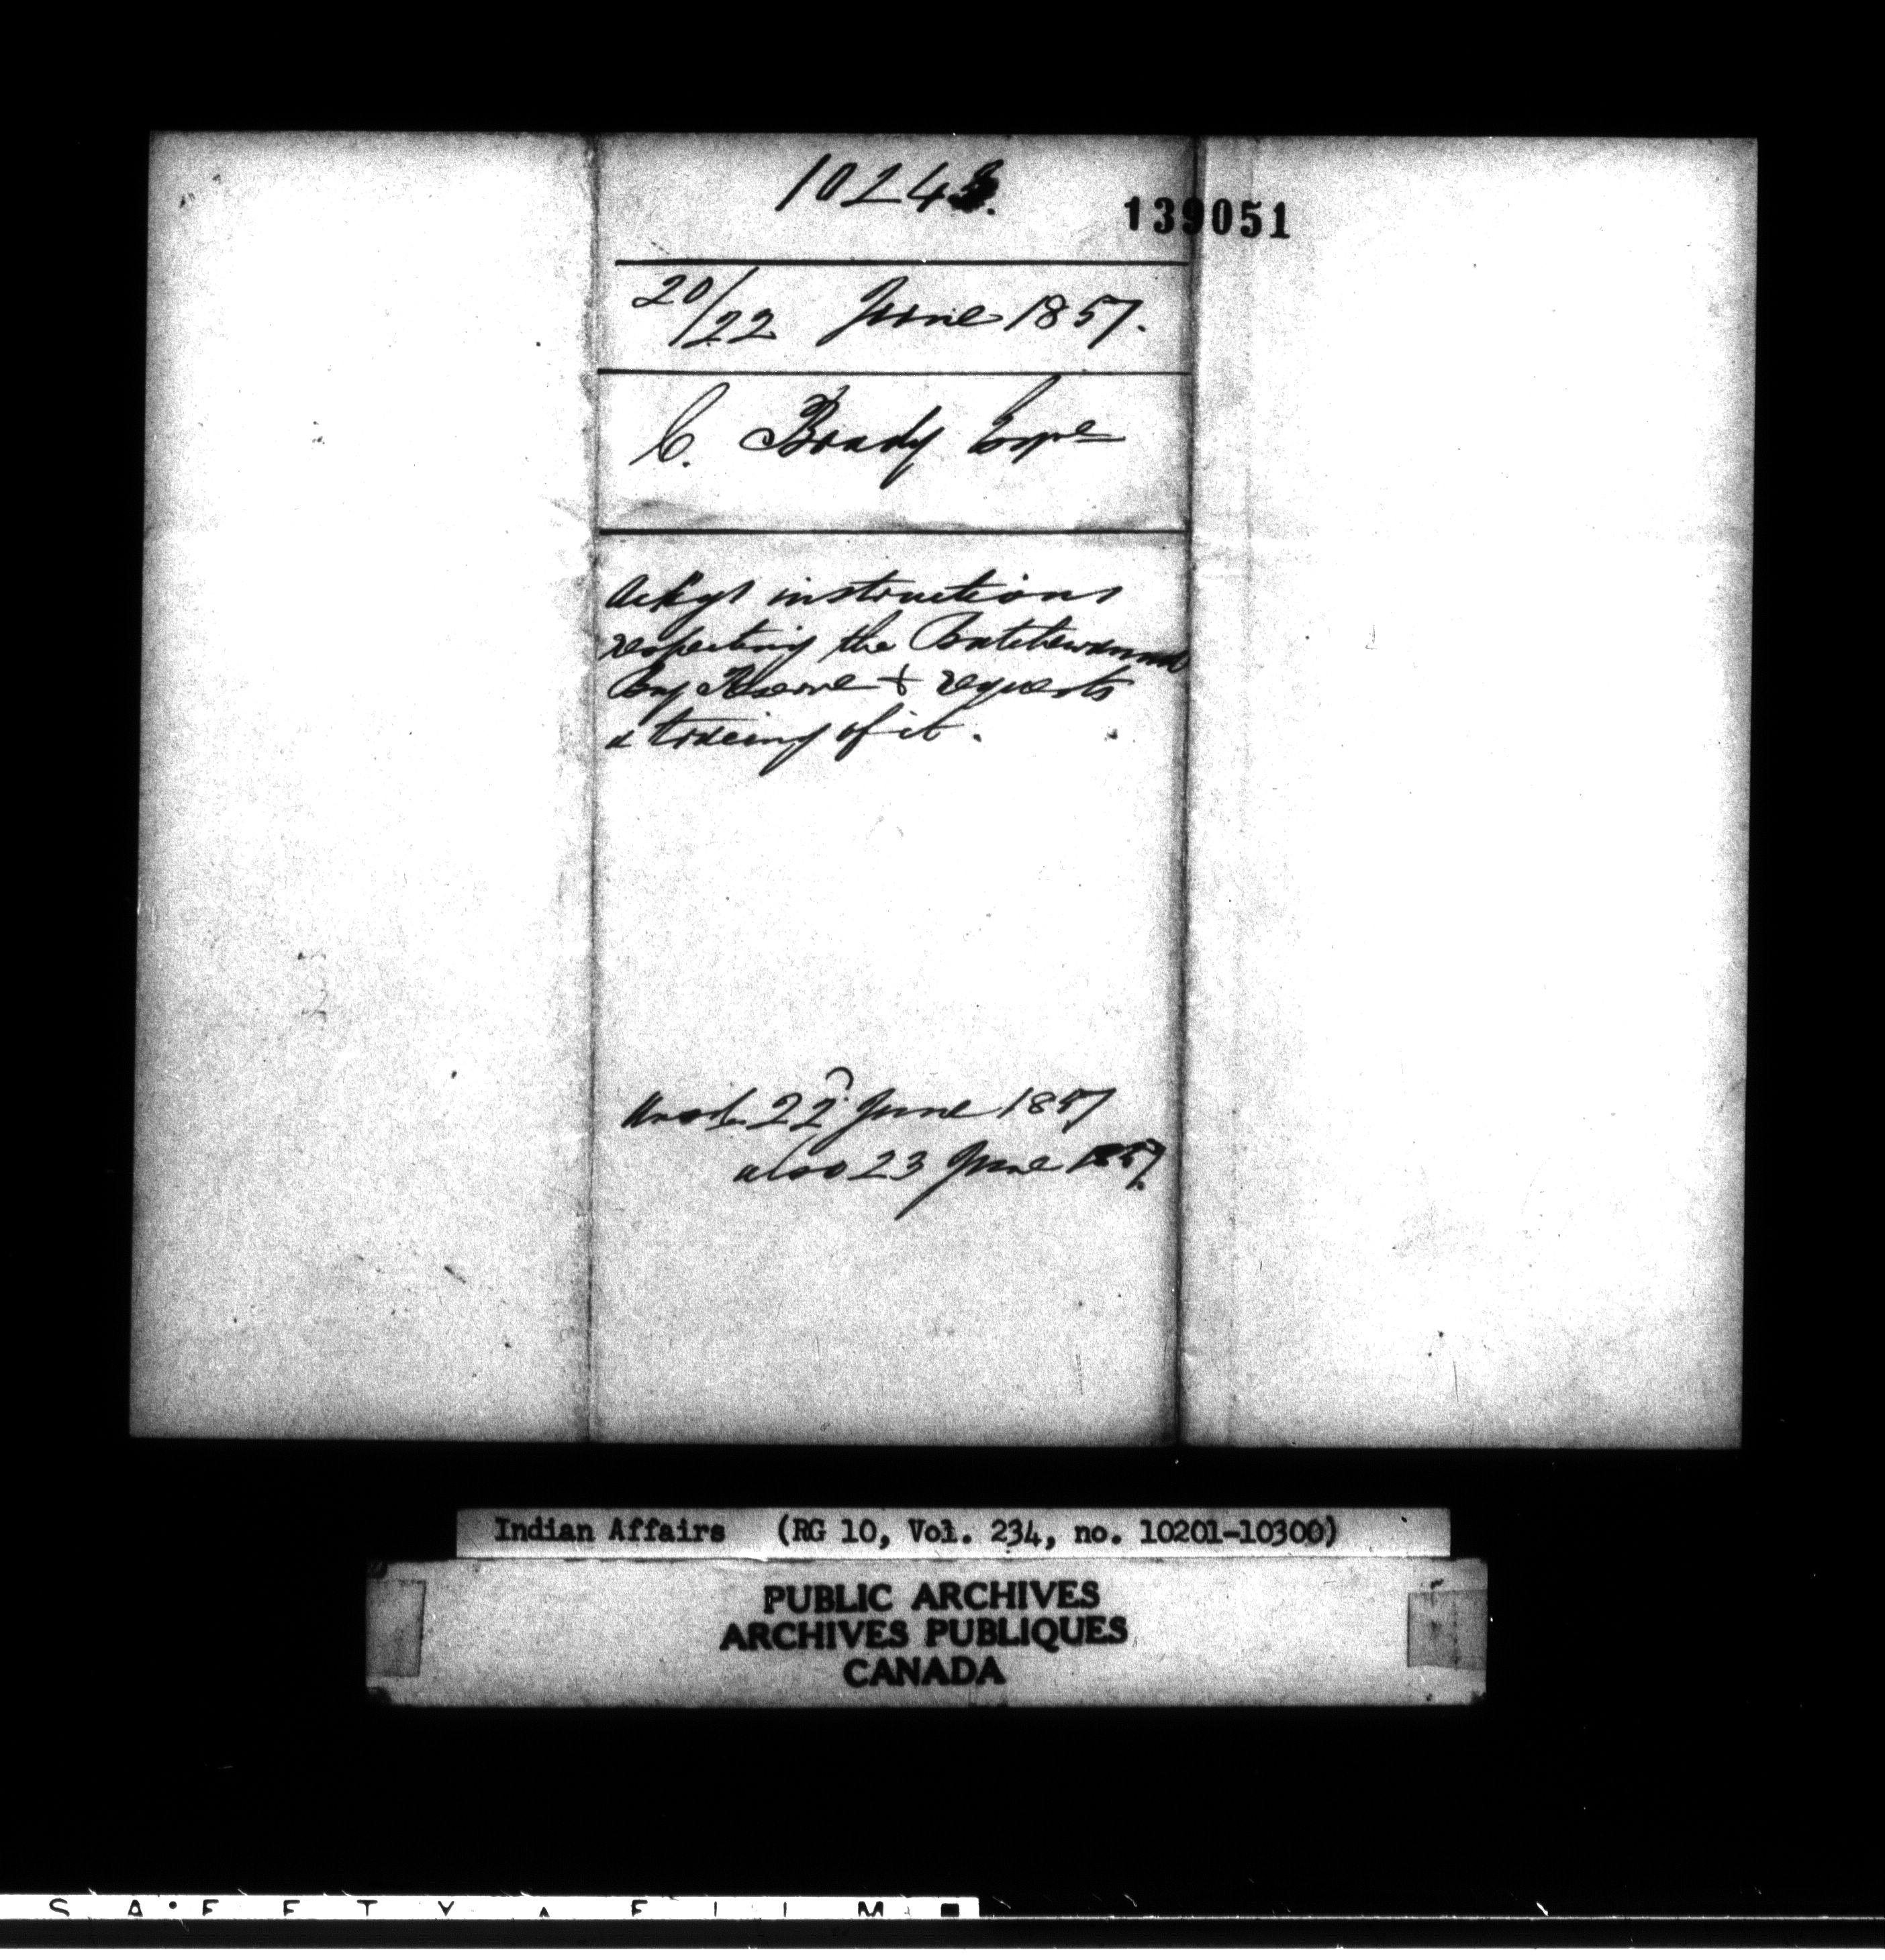 10243.
139051
20/22 June 1857.
C. Brady Esqre
Ackgs instructions
respecting the Batchewanna
Bay Reserve & requests
a tracing of it.
Ansd. 22d June 1857
also 23 June 1857.
Indian Affairs (RG 10, Vol. 234, no. 10201-10300)
PUBLIC ARCHIVES
ARCHIVES PUBLIQUES
CANADA
SAFETY FILM